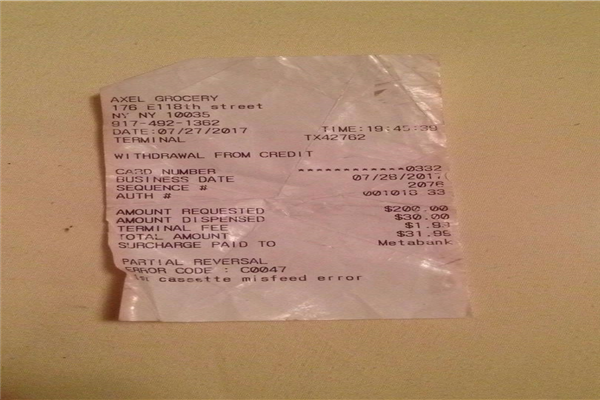 AXEL GROCERY
176 E118th street
NY NY 10035
917-492-1362
DATE:07/27/2017 TIME:19:45:39
TERMINAL TX42762
WITHDRAWAL FROM CREDIT
CARD NUMBER ************0332
BUSINESS DATE 07/28/2017
SEQUENCE # 2076
AUTH # 001016 33
AMOUNT REQUESTED $200.00
AMOUNT DISPENSED $30.00
TERMINAL FEE $1.95
TOTAL AMOUNT $31.95
SURCHARGE PAID TO Metabank
PARTIAL REVERSAL
ERROR CODE : C0047
cassette misfeed error